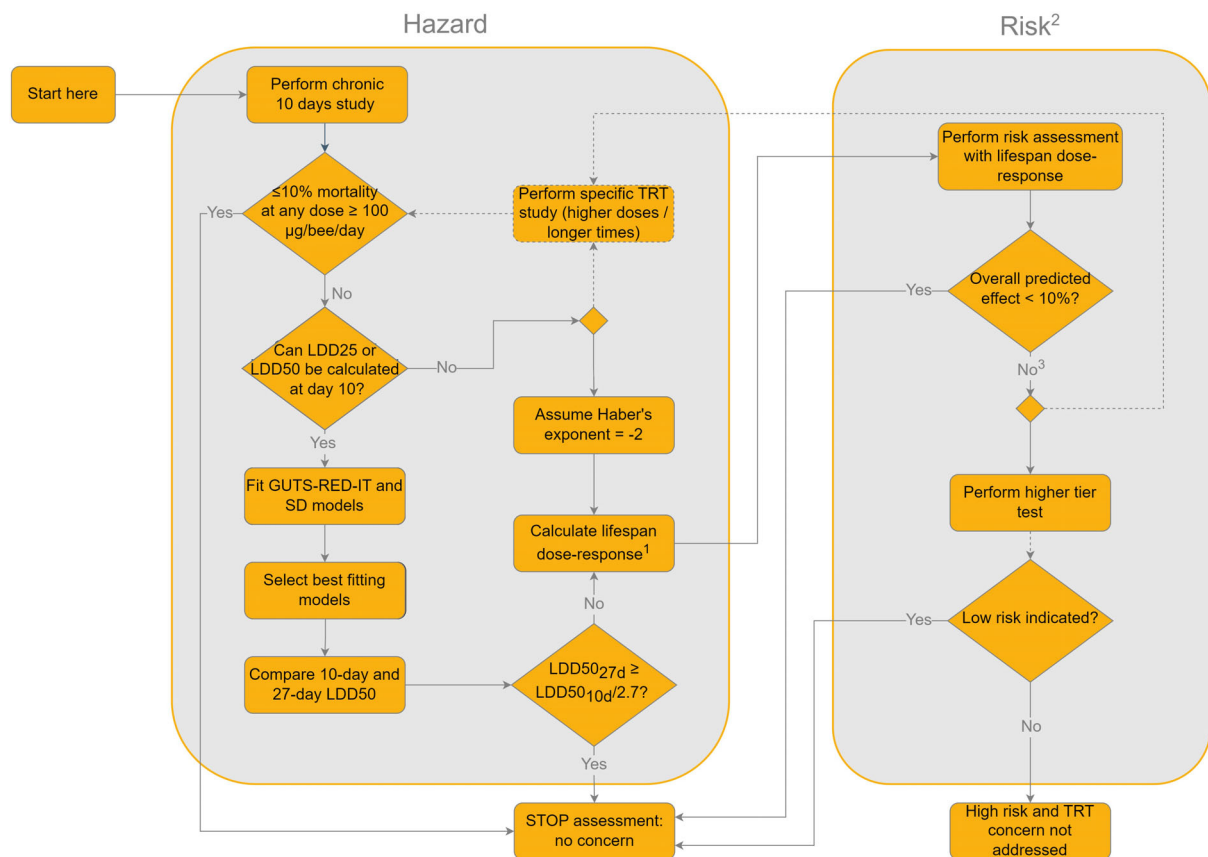 Hazard
Risk²
Start here
Perform chronic
10 days study
≤10% mortality
at any dose ≥ 100
µg/bee/day
Yes
No
Perform specific TRT
study (higher doses /
longer times)
Can LDD25 or
LDD50 be calculated
at day 10?
No
Yes
Assume Haber's
exponent = -2
Fit GUTS-RED-IT and
SD models
Calculate lifespan
dose-response¹
Select best fitting
models
No
Compare 10-day and
27-day LDD50
LDD50₂₇d ≥
LDD50₁₀d/2.7?
Yes
STOP assessment:
no concern
Perform risk assessment
with lifespan dose-
response
Overall predicted
effect < 10%?
Yes
No³
Perform higher tier
test
Low risk indicated?
Yes
No
High risk and TRT
concern not
addressed